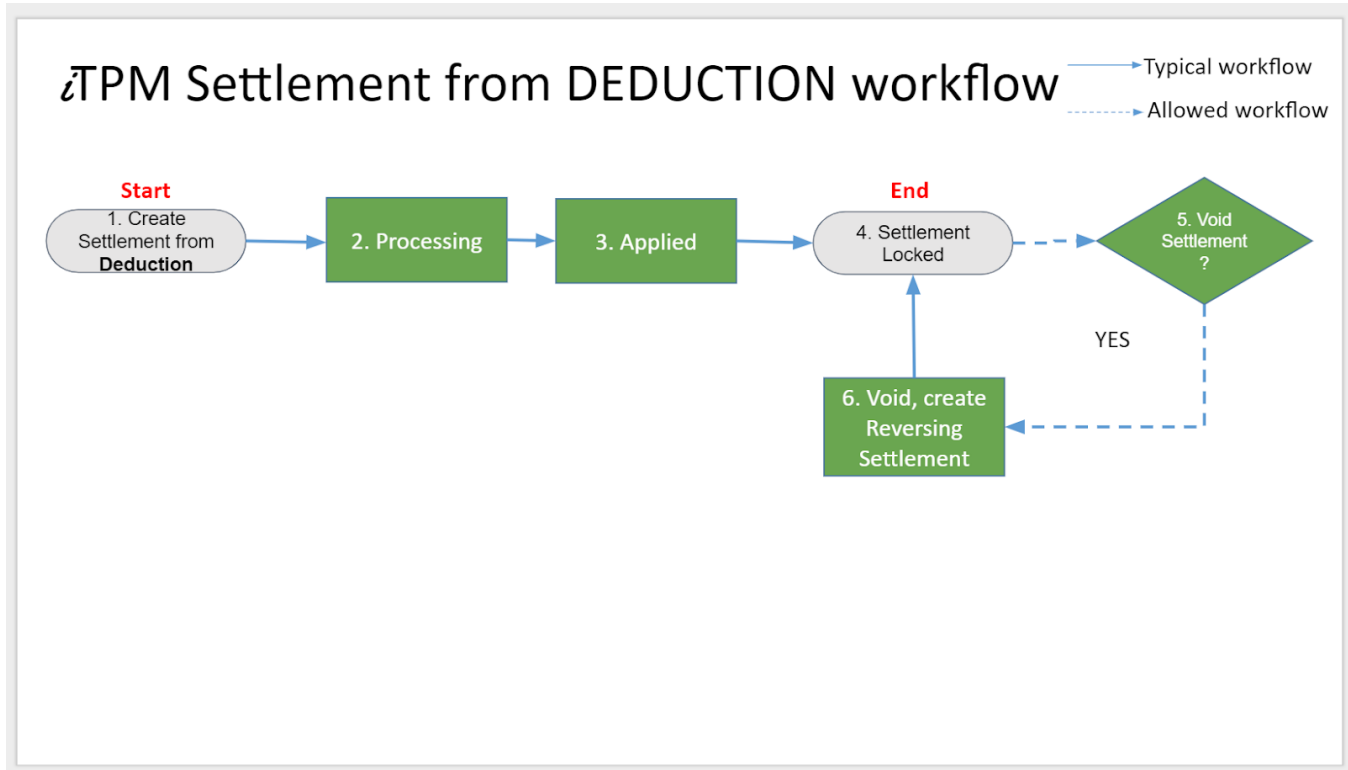 iTPM Settlement from DEDUCTION workflow
Typical workflow
Allowed workflow
Start
1. Create
Settlement from
Deduction
2. Processing
3. Applied
End
4. Settlement
Locked
5. Void
Settlement
?
YES
6. Void, create
Reversing
Settlement